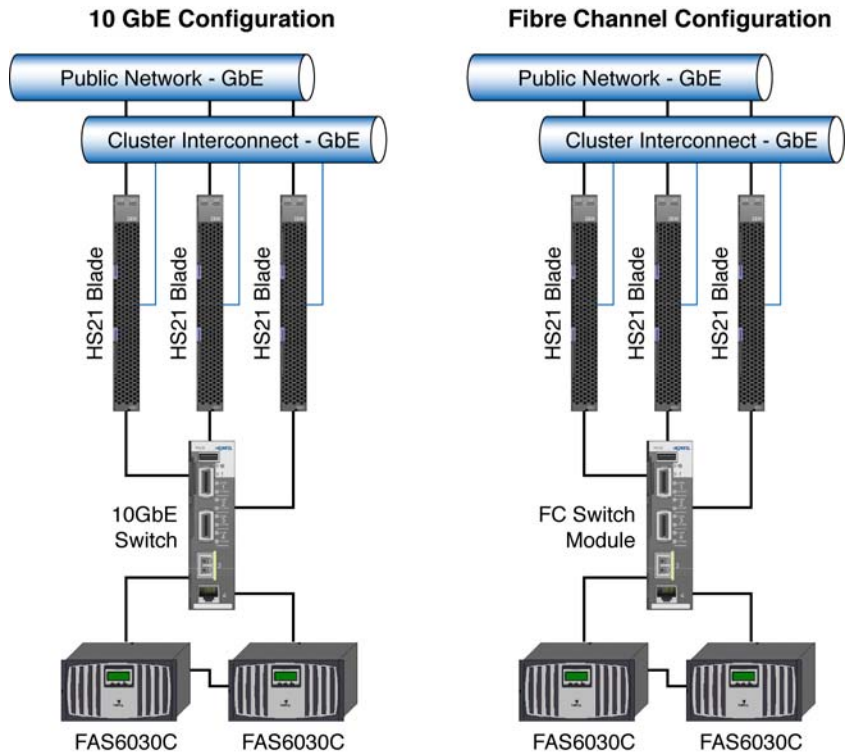 10 GbE Configuration
Public Network - GbE
Cluster Interconnect - GbE
HS21 Blade
HS21 Blade
HS21 Blade
10GbE
Switch
FAS6030C
FAS6030C
Fibre Channel Configuration
Public Network - GbE
Cluster Interconnect - GbE
HS21 Blade
HS21 Blade
HS21 Blade
FC Switch
Module
FAS6030C
FAS6030C